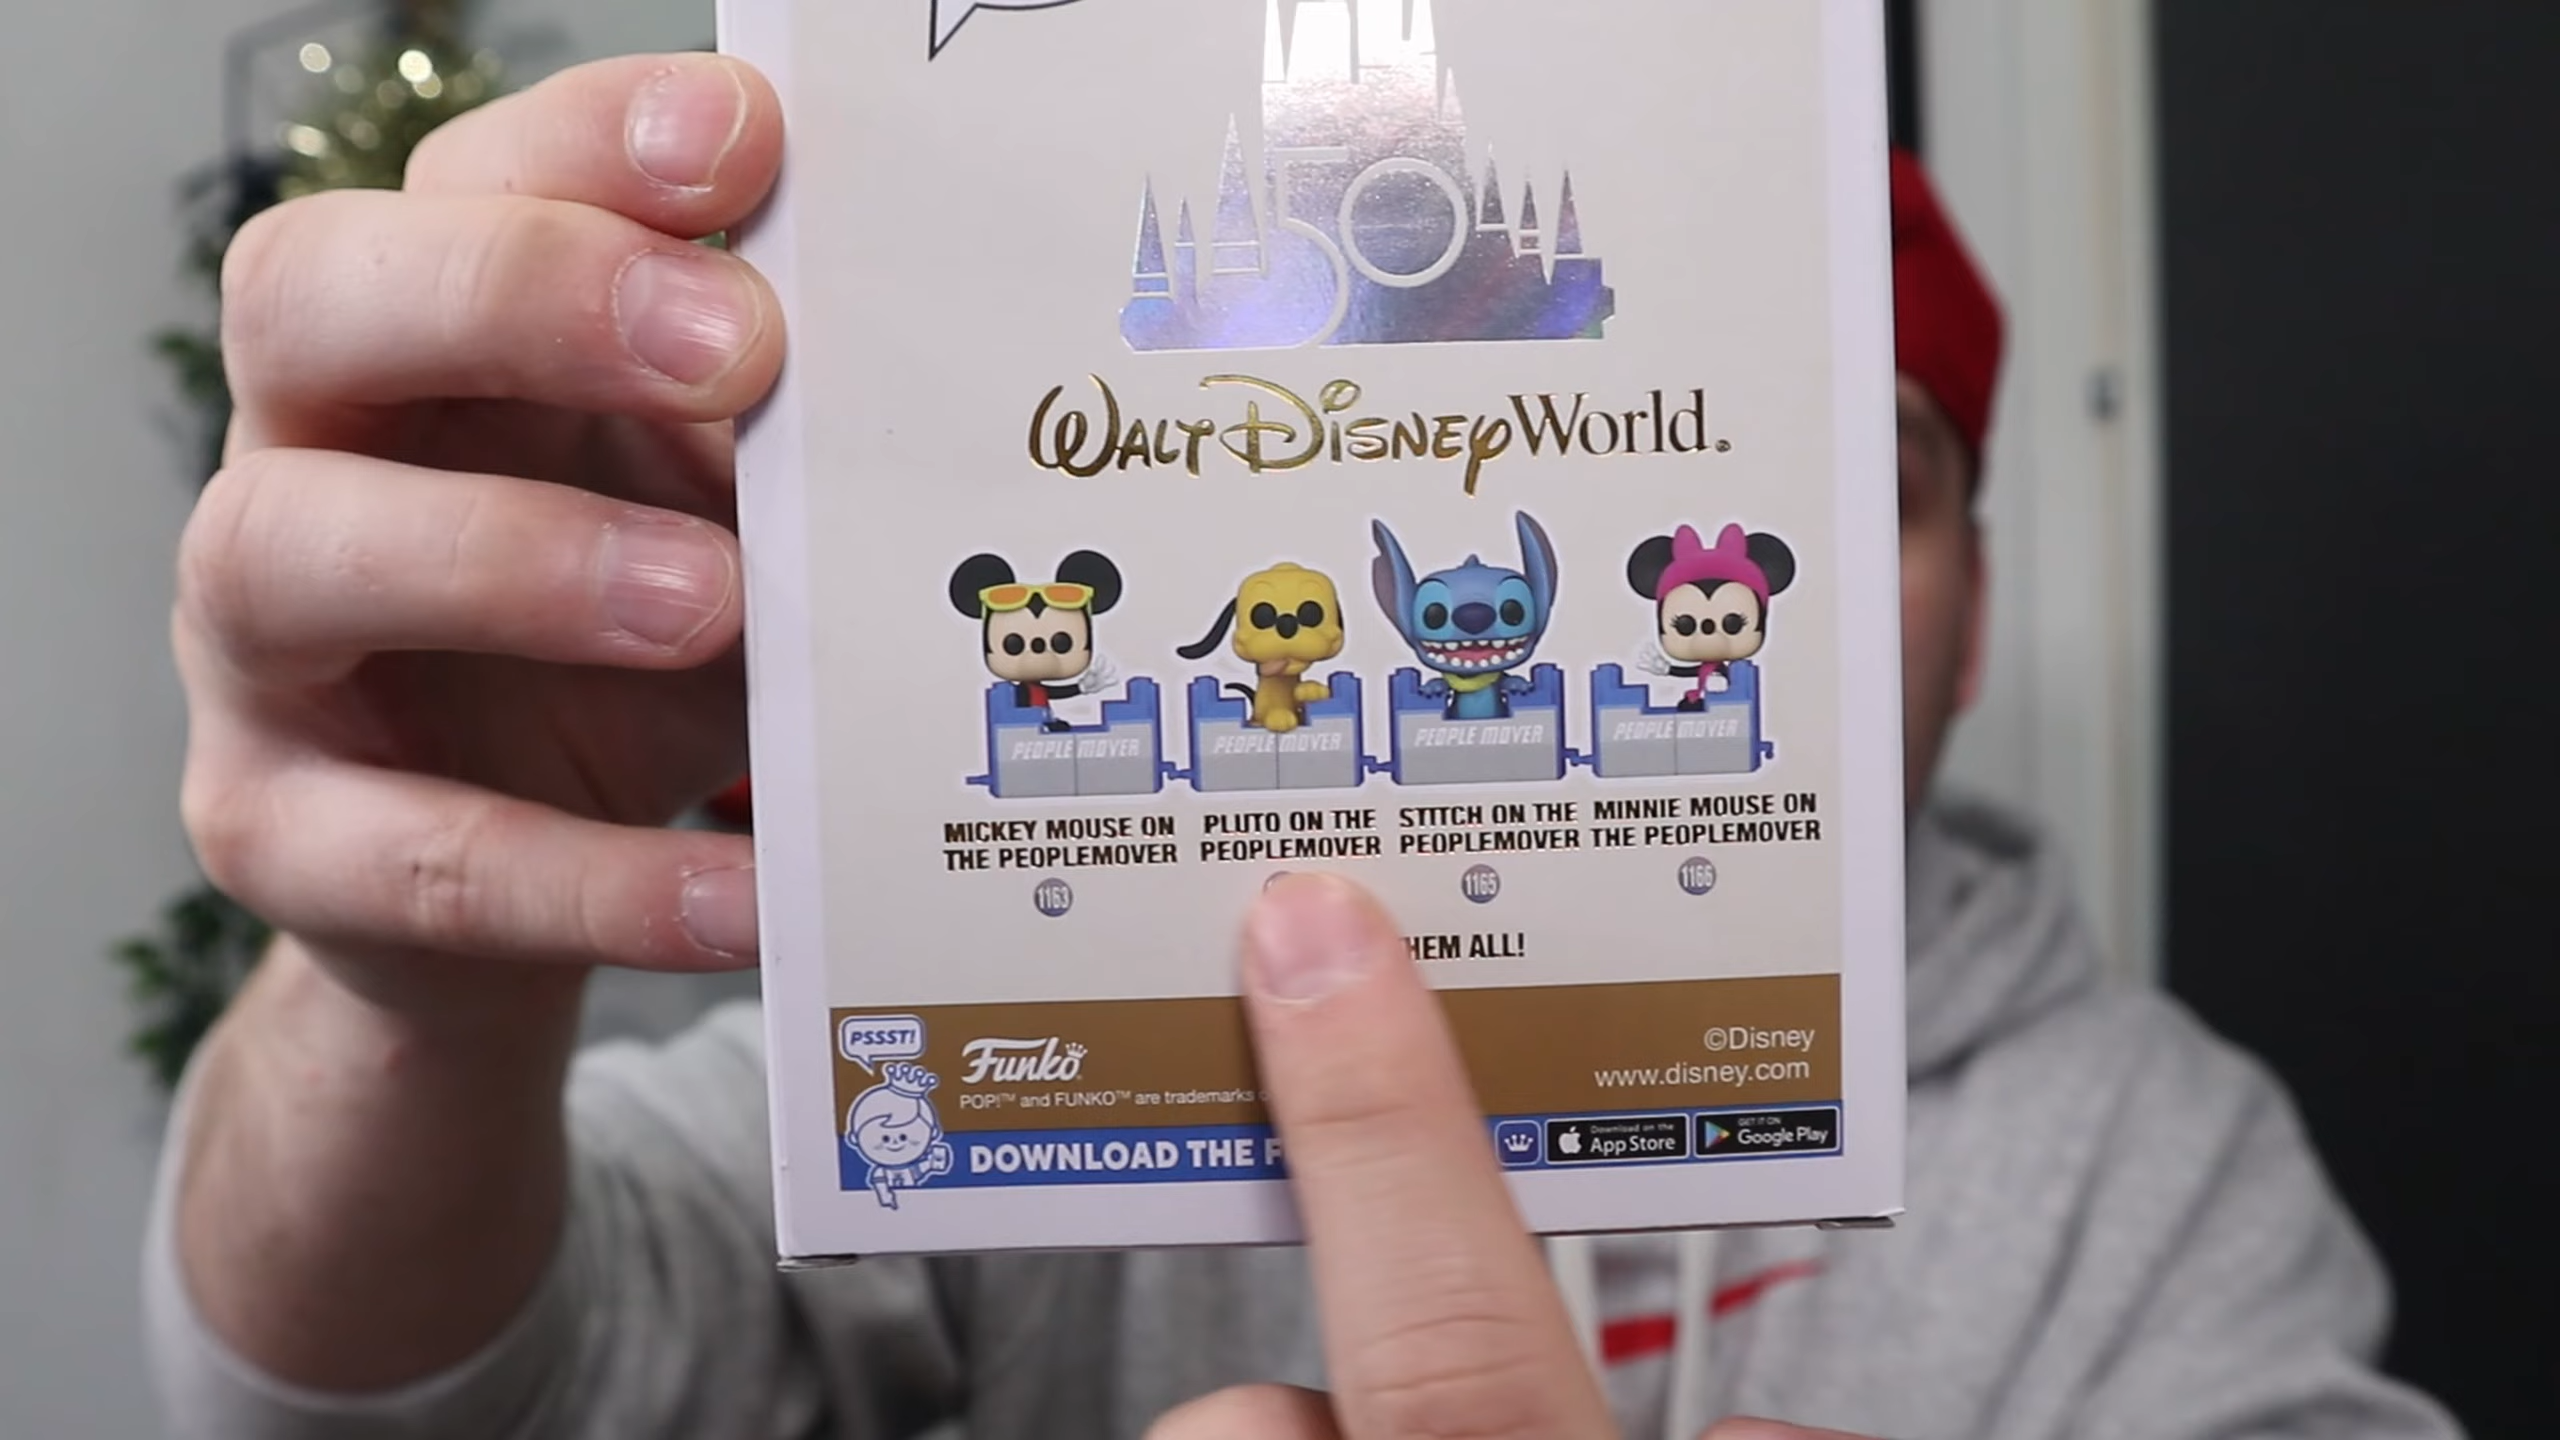 50
WALT DISNEY World.
PEOPLE MOVER
PEOPLE MOVER
PEOPLE MOVER
PEOPLE MOVER
MICKEY MOUSE ON
THE PEOPLEMOVER
1163
PLUTO ON THE
PEOPLEMOVER
STITCH ON THE
PEOPLEMOVER
1165
MINNIE MOUSE ON
THE PEOPLEMOVER
1166
HEM ALL!
PSSST!
Funko
POP!™ and FUNKO™ are trademarks
©Disney
www.disney.com
DOWNLOAD THE F
Download on the
App Store
GET IT ON
Google Play